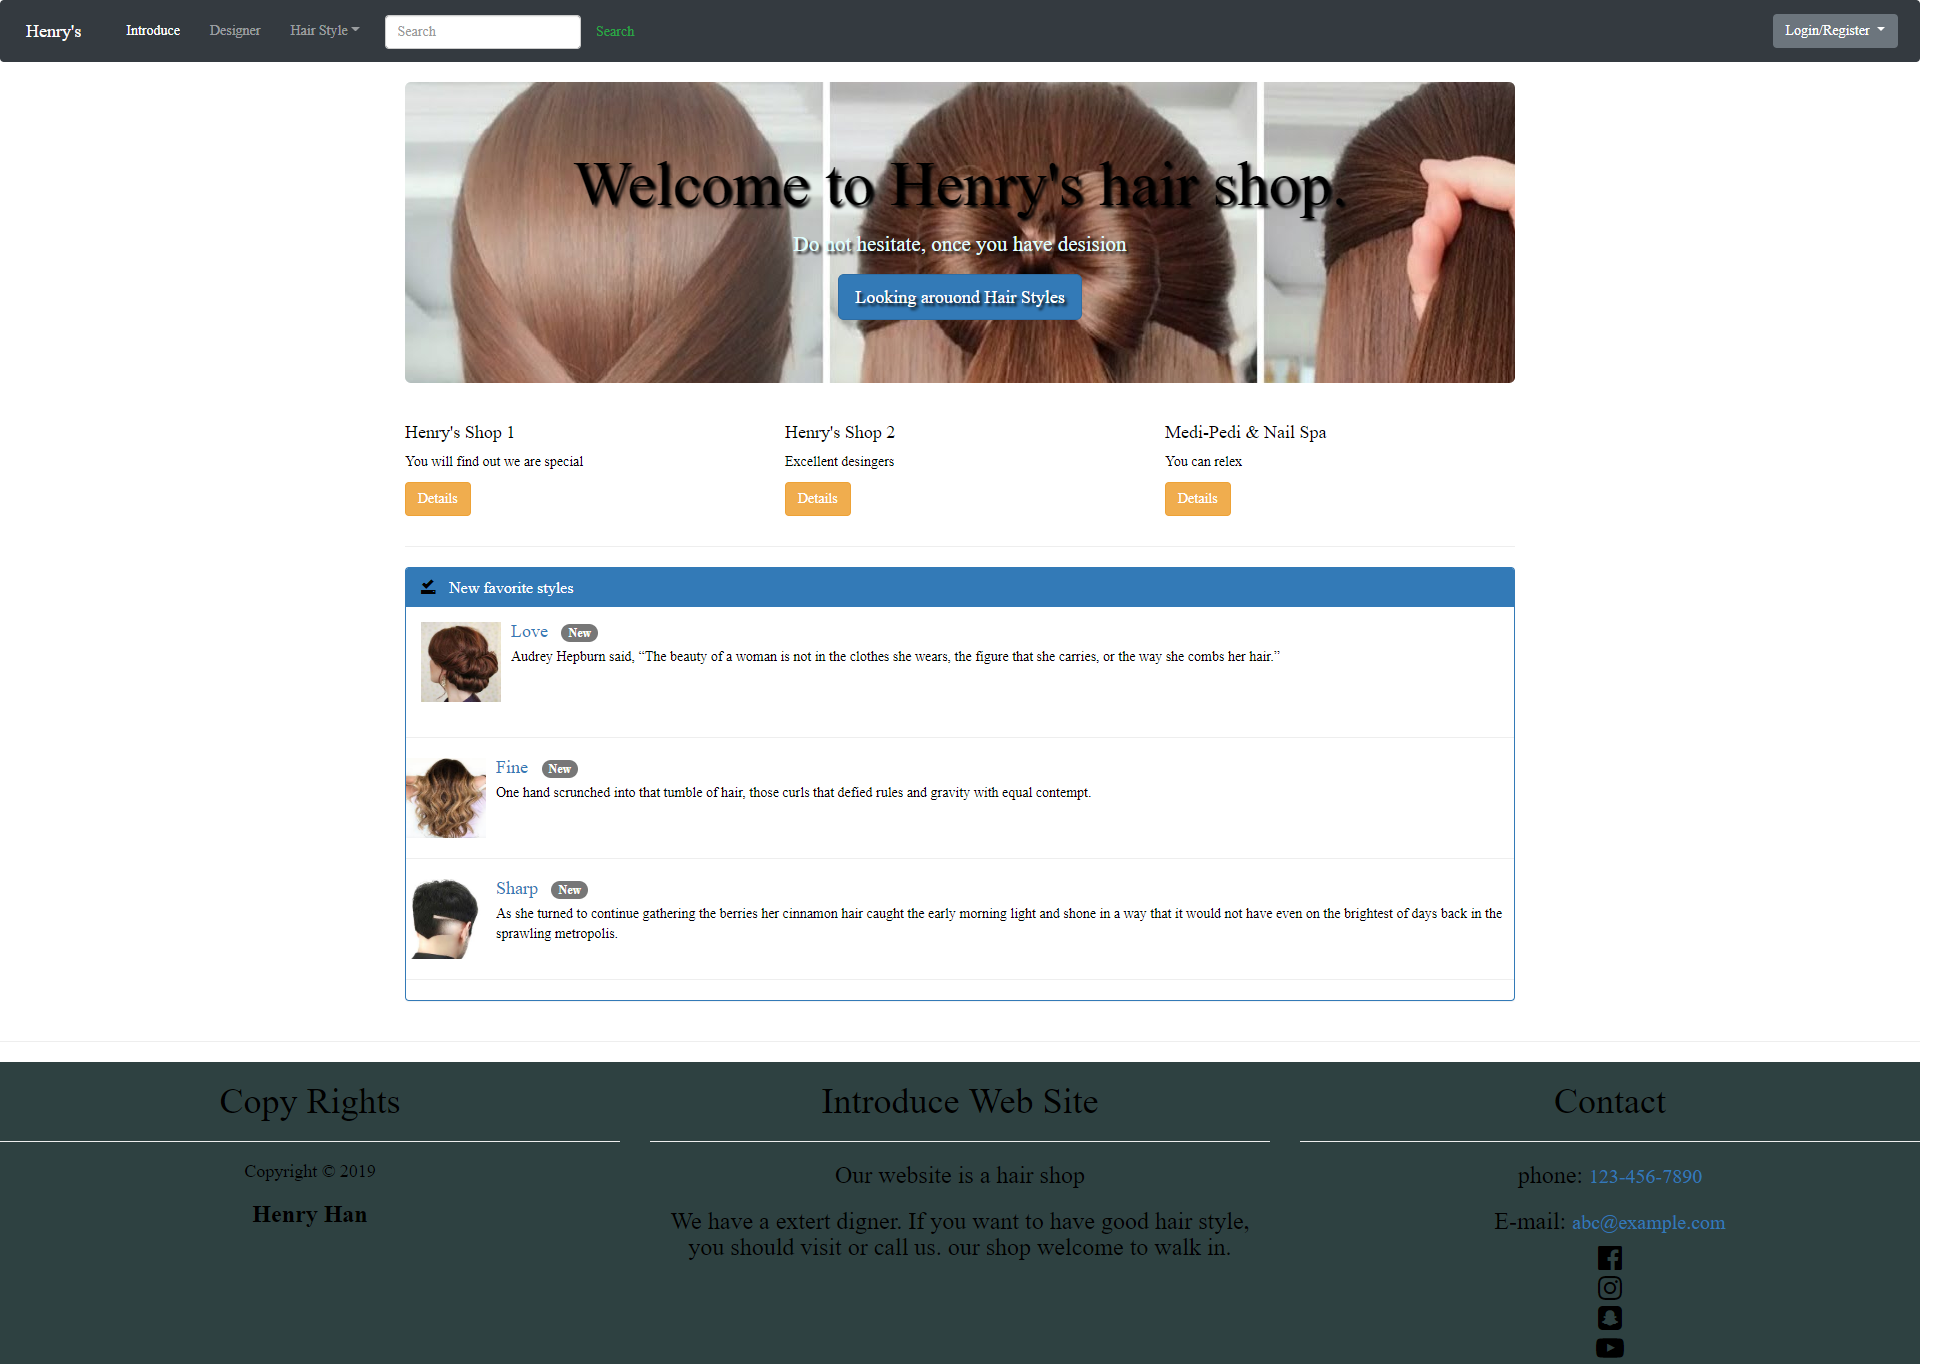 Henry's Introduce Designer Hair Style Search Search Login/Register
Welcome to Henry's hair shop.
Do not hesitate, once you have desision
Looking arouond Hair Styles
Henry's Shop 1
You will find out we are special
Details
Henry's Shop 2
Excellent desingers
Details
Medi-Pedi & Nail Spa
You can relex
Details
New favorite styles
Love New
Audrey Hepburn said, “The beauty of a woman is not in the clothes she wears, the figure that she carries, or the way she combs her hair.”
Fine New
One hand scrunched into that tumble of hair, those curls that defied rules and gravity with equal contempt.
Sharp New
As she turned to continue gathering the berries her cinnamon hair caught the early morning light and shone in a way that it would not have even on the brightest of days back in the
sprawling metropolis.
Copy Rights
Copyright © 2019
Henry Han
Introduce Web Site
Our website is a hair shop
We have a extert digner. If you want to have good hair style,
you should visit or call us. our shop welcome to walk in.
Contact
phone: 123-456-7890
E-mail: abc@example.com